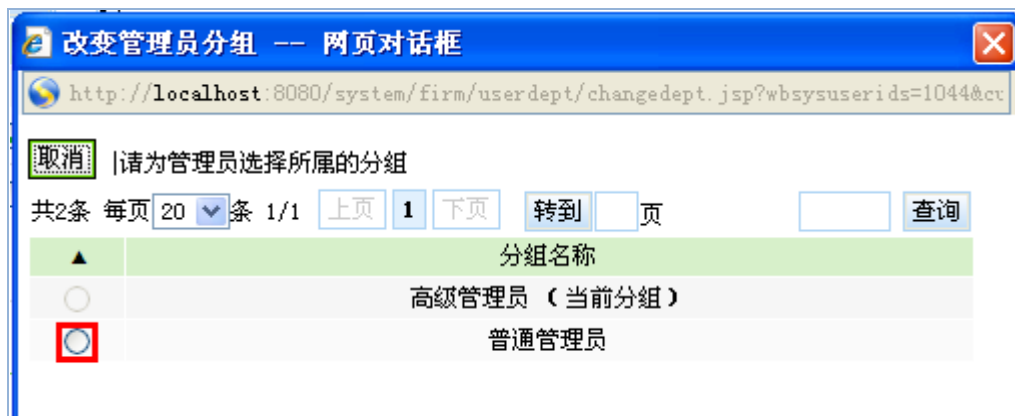 改变管理员分组 -- 网页对话框
http://localhost:8080/system/firm/userdept/changedept.jsp?wbsysuserids=1044&cu
取消 |请为管理员选择所属的分组
共2条 每页 20 条 1/1 上页 1 下页 转到 页 查询
▲ 分组名称
高级管理员 （当前分组）
普通管理员